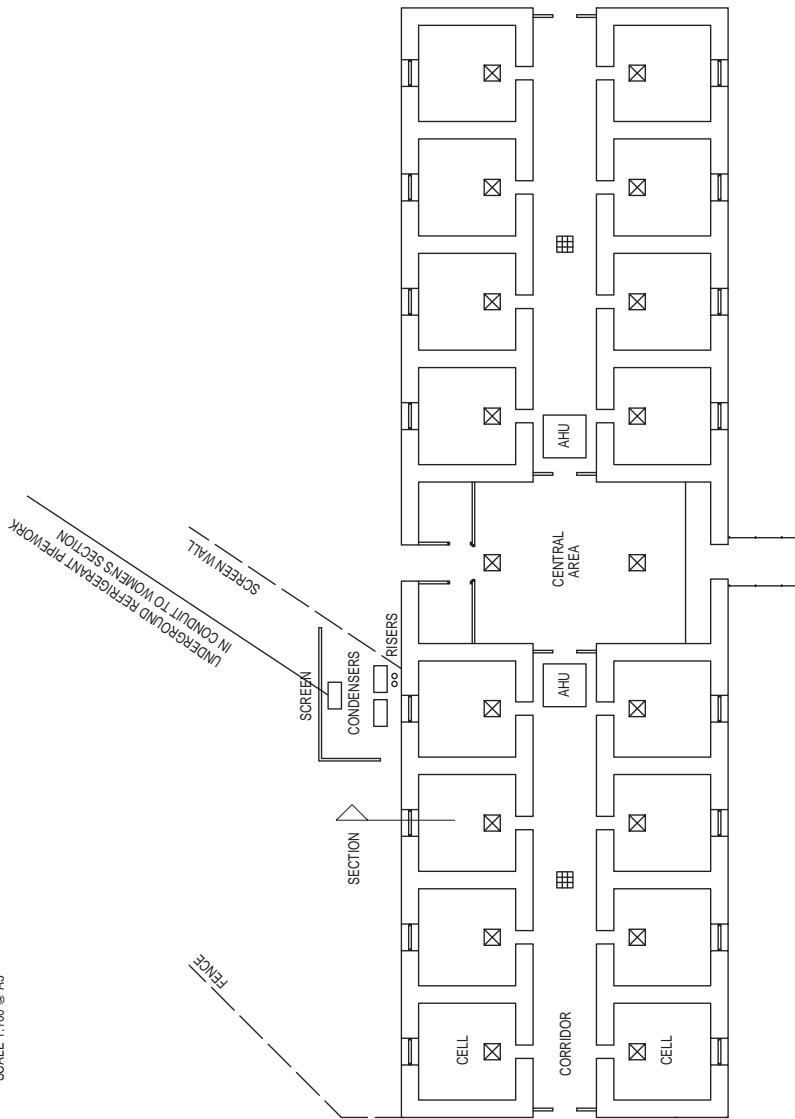 UNDERGROUND REFRIGERANT PIPEWORK
IN CONDUIT TO WOMEN'S SECTION
SCREEN WALL
SCREEN
CONDENSERS
RISERS
SECTION
FENCE
AHU
CENTRAL
AREA
AHU
CELL
CORRIDOR
CELL
SCALE 1:100 @ A3